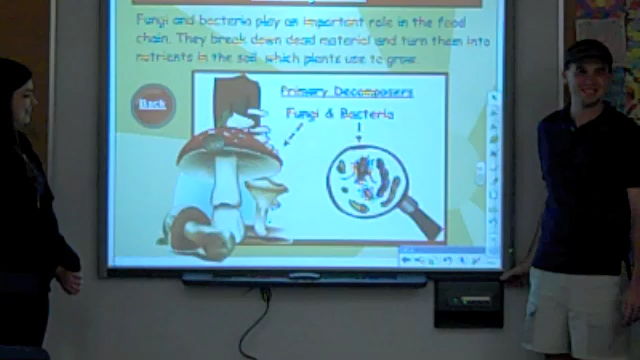 Fungi and bacteria play an important role in the food
chain. They break down dead material and turn them into
nutrients in the soil which plants use to grow.
Back
Primary Decomposers
Fungi & Bacteria